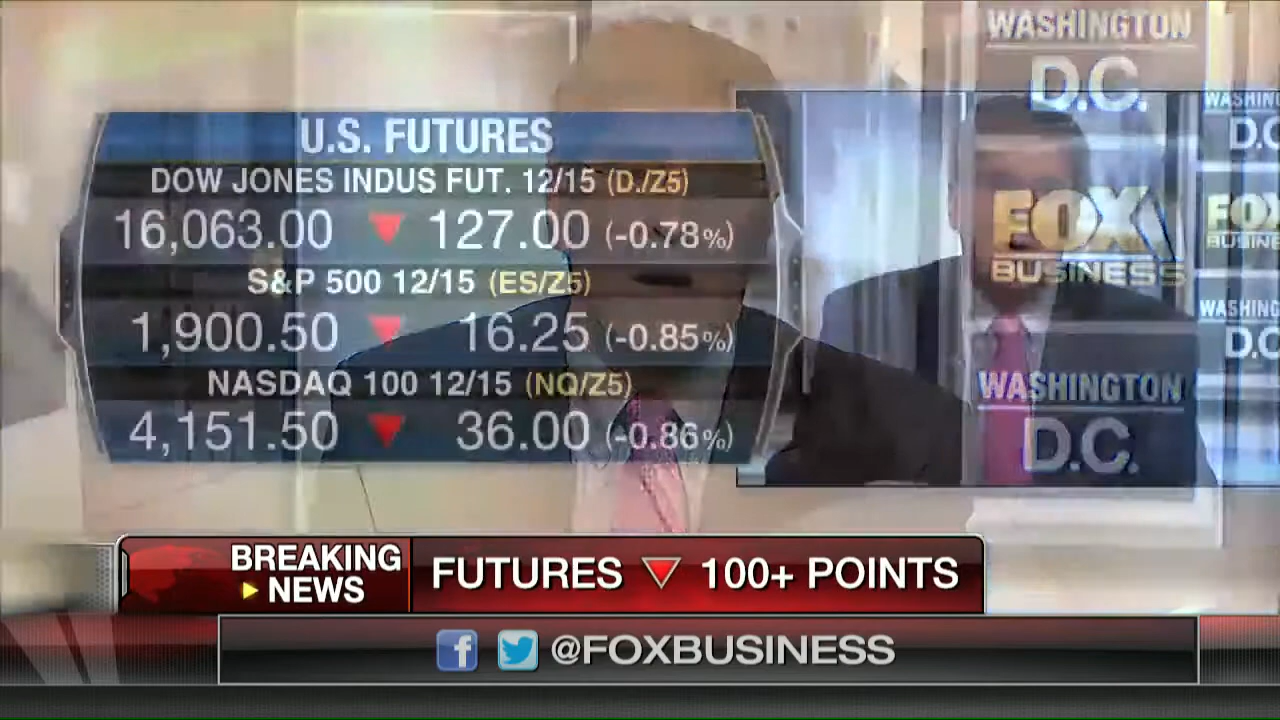 U.S. FUTURES
DOW JONES INDUS FUT. 12/15 (D./Z5)
16,063.00 ▼ 127.00 (-0.78%)
S&P 500 12/15 (ES/Z5)
1,900.50 ▼ 16.25 (-0.85%)
NASDAQ 100 12/15 (NQ/Z5)
4,151.50 ▼ 36.00 (-0.86%)
WASHINGTON
D.C.
FOX
BUSINESS
WASHINGTON
D.C.
BREAKING
NEWS
FUTURES ▼ 100+ POINTS
@FOXBUSINESS